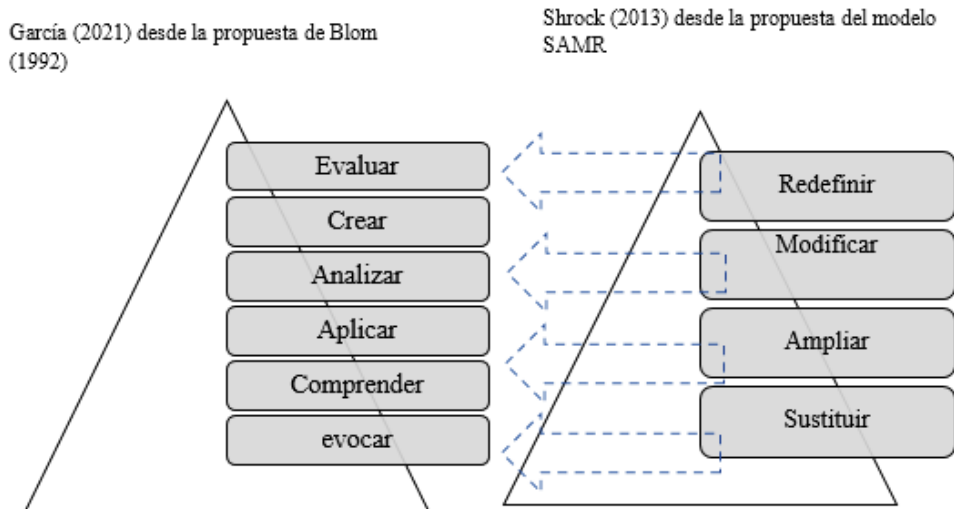 García (2021) desde la propuesta de Blom
(1992)
Shrock (2013) desde la propuesta del modelo
SAMR
Evaluar
Crear
Analizar
Aplicar
Comprender
evocar
Redefinir
Modificar
Ampliar
Sustituir